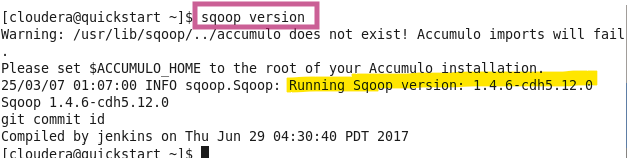 [cloudera@quickstart ~]$ sqoop version
Warning: /usr/lib/sqoop/../accumulo does not exist! Accumulo imports will fail
.
Please set $ACCUMULO_HOME to the root of your Accumulo installation.
25/03/07 01:07:00 INFO sqoop.Sqoop: Running Sqoop version: 1.4.6-cdh5.12.0
Sqoop 1.4.6-cdh5.12.0
git commit id
Compiled by jenkins on Thu Jun 29 04:30:40 PDT 2017
[cloudera@quickstart ~]$